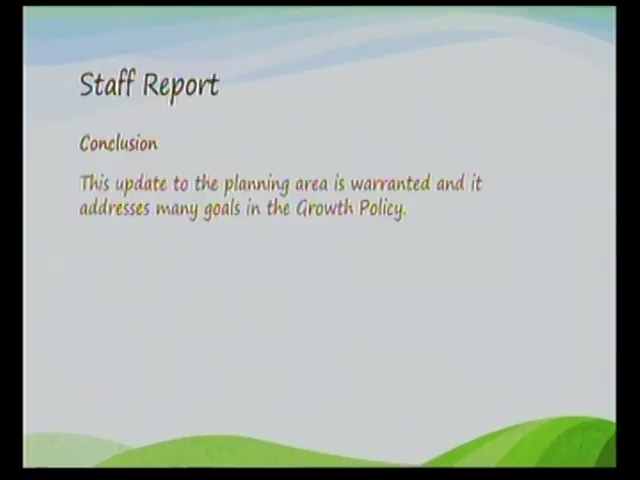 Staff Report
Conclusion
This update to the planning area is warranted and it
addresses many goals in the Growth Policy.